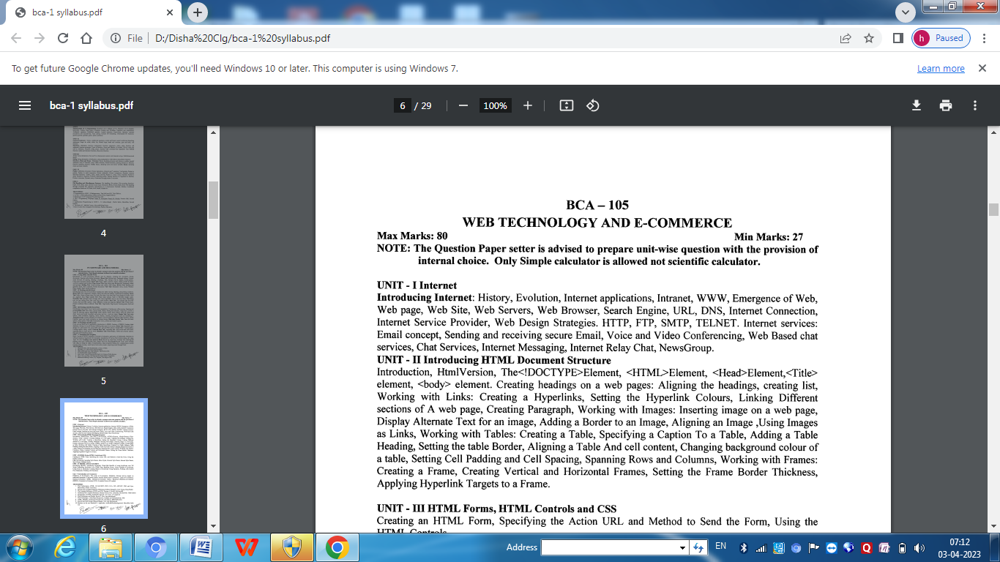 bca-1 syllabus.pdf
File D:/Disha%20Clg/bca-1%20syllabus.pdf
h Paused
To get future Google Chrome updates, you'll need Windows 10 or later. This computer is using Windows 7.
Learn more
bca-1 syllabus.pdf
6 / 29
100%
4
5
6
BCA – 105
WEB TECHNOLOGY AND E-COMMERCE
Max Marks: 80 Min Marks: 27
NOTE: The Question Paper setter is advised to prepare unit-wise question with the provision of
internal choice. Only Simple calculator is allowed not scientific calculator.
UNIT - I Internet
Introducing Internet: History, Evolution, Internet applications, Intranet, WWW, Emergence of Web,
Web page, Web Site, Web Servers, Web Browser, Search Engine, URL, DNS, Internet Connection,
Internet Service Provider, Web Design Strategies. HTTP, FTP, SMTP, TELNET. Internet services:
Email concept, Sending and receiving secure Email, Voice and Video Conferencing, Web Based chat
services, Chat Services, Internet Messaging, Internet Relay Chat, NewsGroup.
UNIT - II Introducing HTML Document Structure
Introduction, HtmlVersion, The<!DOCTYPE>Element, <HTML>Element, <Head>Element,<Title>
element, <body> element. Creating headings on a web pages: Aligning the headings, creating list,
Working with Links: Creating a Hyperlinks, Setting the Hyperlink Colours, Linking Different
sections of A web page, Creating Paragraph, Working with Images: Inserting image on a web page,
Display Alternate Text for an image, Adding a Border to an Image, Aligning an Image ,Using Images
as Links, Working with Tables: Creating a Table, Specifying a Caption To a Table, Adding a Table
Heading, Setting the table Border, Aligning a Table And cell content, Changing background colour of
a table, Setting Cell Padding and Cell Spacing, Spanning Rows and Columns, Working with Frames:
Creating a Frame, Creating Vertical and Horizontal Frames, Setting the Frame Border Thickness,
Applying Hyperlink Targets to a Frame.
UNIT - III HTML Forms, HTML Controls and CSS
Creating an HTML Form, Specifying the Action URL and Method to Send the Form, Using the
HTML Controls
Address
EN
07:12
03-04-2023